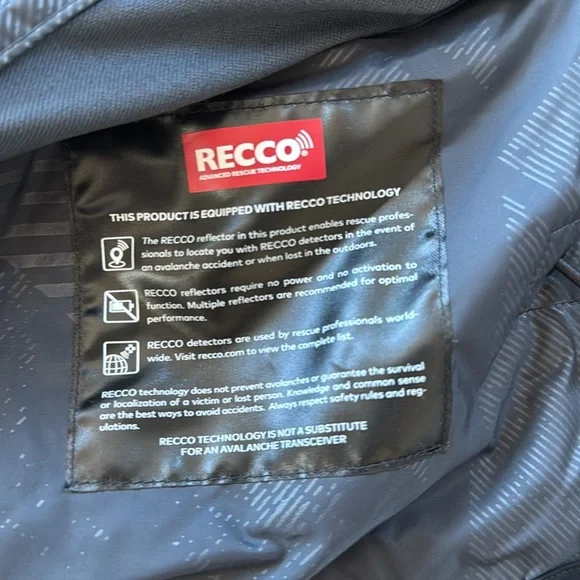 RECCO®
ADVANCED RESCUE TECHNOLOGY
THIS PRODUCT IS EQUIPPED WITH RECCO TECHNOLOGY
The RECCO reflector in this product enables rescue profes-
sionals to locate you with RECCO detectors in the event of
an avalanche accident or when lost in the outdoors.
RECCO reflectors require no power and no activation to
function. Multiple reflectors are recommended for optimal
performance.
RECCO detectors are used by rescue professionals world-
wide. Visit recco.com to view the complete list.
RECCO technology does not prevent avalanches or guarantee the survival
or localization of a victim or lost person. Knowledge and common sense
are the best ways to avoid accidents. Always respect safety rules and reg-
ulations.
RECCO TECHNOLOGY IS NOT A SUBSTITUTE
FOR AN AVALANCHE TRANSCEIVER